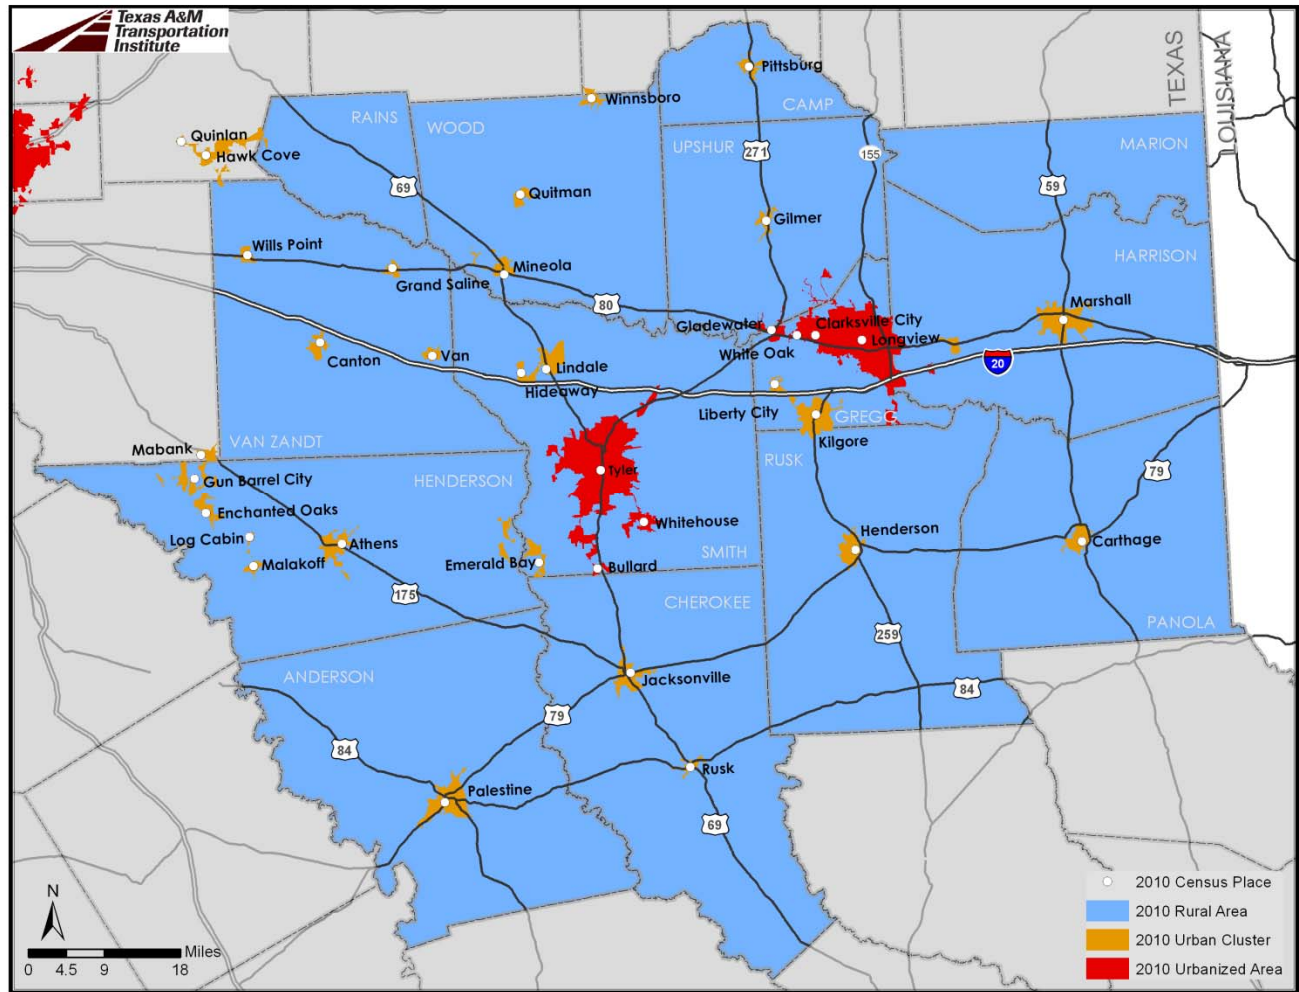 Texas A&M
Transportation
Institute
TEXAS
LOUISIANA
Pittsburg
Winnsboro
CAMP
RAINS
WOOD
Quinlan
Hawk Cove
UPSHUR
271
155
MARION
69
59
Quitman
Gilmer
Wills Point
Mineola
Grand Saline
HARRISON
80
Marshall
Gladewater
Clarksville City
White Oak
Longview
Canton
Van
Lindale
Hideaway
20
Liberty City
GREGG
Kilgore
VAN ZANDT
Mabank
RUSK
Tyler
HENDERSON
Gun Barrel City
79
Enchanted Oaks
Whitehouse
Log Cabin
Athens
Henderson
Carthage
SMITH
Malakoff
Emerald Bay
Bullard
175
CHEROKEE
PANOLA
259
ANDERSON
Jacksonville
84
79
84
Rusk
Palestine
69
N
Miles
0 4.5 9 18
2010 Census Place
2010 Rural Area
2010 Urban Cluster
2010 Urbanized Area